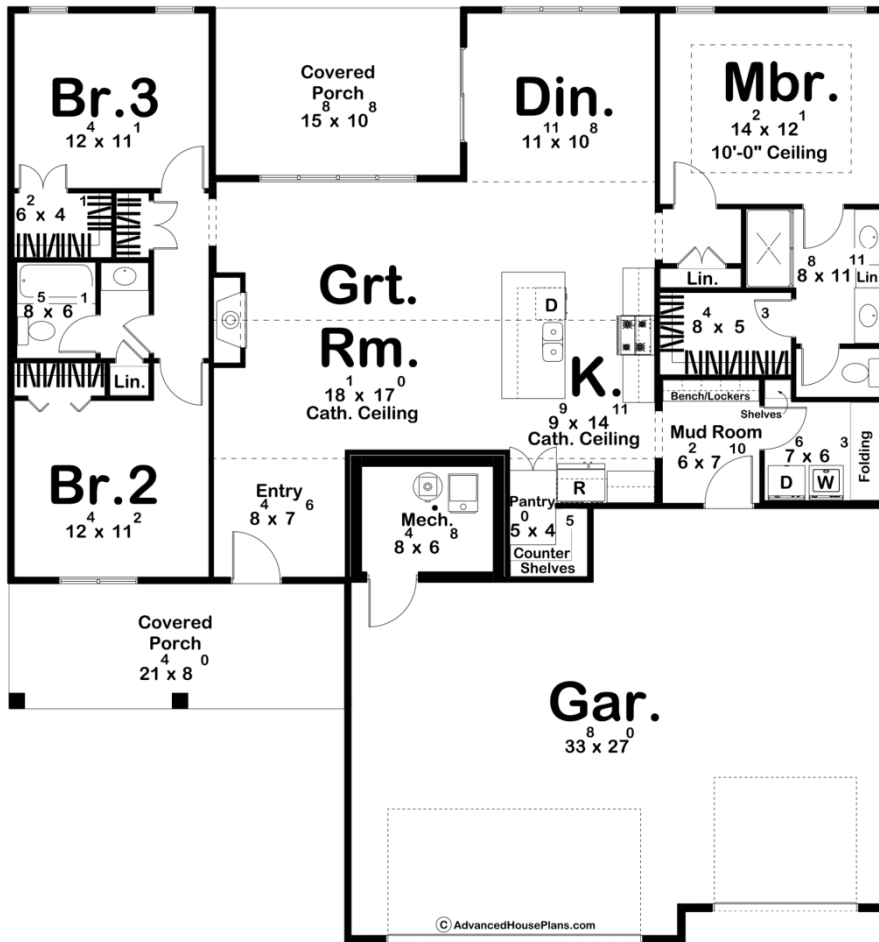 Br.3
12⁴ x 11¹
Covered
Porch
15⁸ x 10⁸
Din.
11¹¹ x 10⁸
Mbr.
14² x 12¹
10'-0" Ceiling
6² x 4¹
Lin.
8⁸ x 11¹¹
Lin
8⁵ x 6¹
Lin.
Grt.
Rm.
18¹ x 17⁰
Cath. Ceiling
D
K.
9⁹ x 14¹¹
Cath. Ceiling
8⁴ x 5³
Bench/Lockers
Shelves
Mud Room
6² x 7¹⁰
7⁶ x 6³
Folding
D
W
Br.2
12⁴ x 11²
Entry
8⁴ x 7⁶
Mech.
8⁴ x 6⁸
R
Pantry
5⁰ x 4⁵
Counter
Shelves
Covered
Porch
21⁴ x 8⁰
Gar.
33⁸ x 27⁰
© AdvancedHousePlans.com